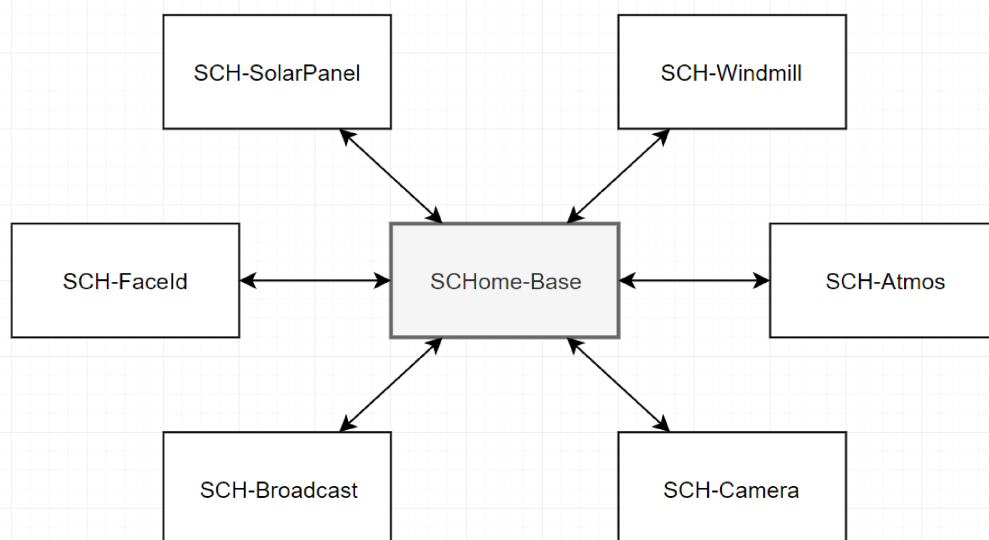 SCH-SolarPanel
SCH-Windmill
SCH-FaceId
SCHome-Base
SCH-Atmos
SCH-Broadcast
SCH-Camera